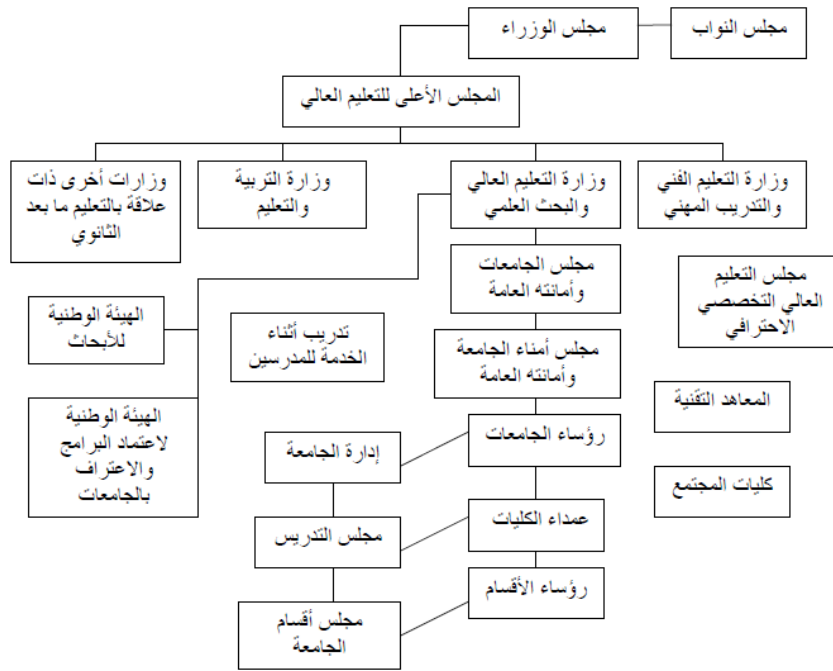 مجلس النواب
مجلس الوزراء
المجلس الأعلى للتعليم العالي
وزارة التعليم الفني
والتدريب المهني
وزارة التعليم العالي
والبحث العلمي
وزارة التربية
والتعليم
وزارات أخرى ذات
علاقة بالتعليم ما بعد
الثانوي
مجلس التعليم
العالي التخصصي
الاحترافي
مجلس الجامعات
وأمانته العامة
الهيئة الوطنية
للأبحاث
تدريب أثناء
الخدمة للمدرسين
مجلس أمناء الجامعة
وأمانته العامة
المعاهد التقنية
الهيئة الوطنية
لاعتماد البرامج
والاعتراف
بالجامعات
رؤساء الجامعات
إدارة الجامعة
كليات المجتمع
عمداء الكليات
مجلس التدريس
رؤساء الأقسام
مجلس أقسام
الجامعة